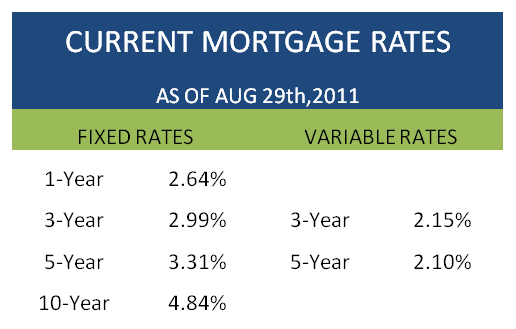 CURRENT MORTGAGE RATES
AS OF AUG 29th,2011
FIXED RATES VARIABLE RATES
1-Year 2.64%
3-Year 2.99% 3-Year 2.15%
5-Year 3.31% 5-Year 2.10%
10-Year 4.84%